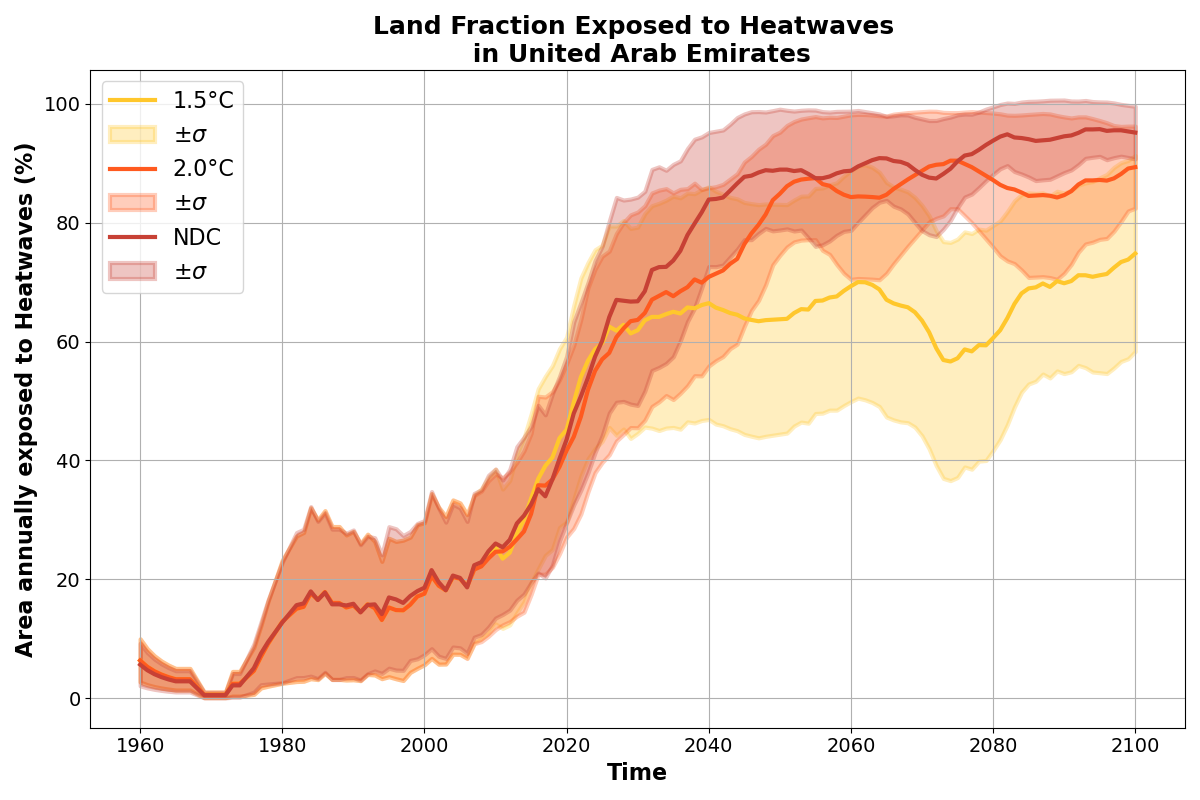 Land Fraction Exposed to Heatwaves
in United Arab Emirates
Area annually exposed to Heatwaves (%)
100
80
60
40
20
0
1.5°C
±σ
2.0°C
±σ
NDC
±σ
1960 1980 2000 2020 2040 2060 2080 2100
Time